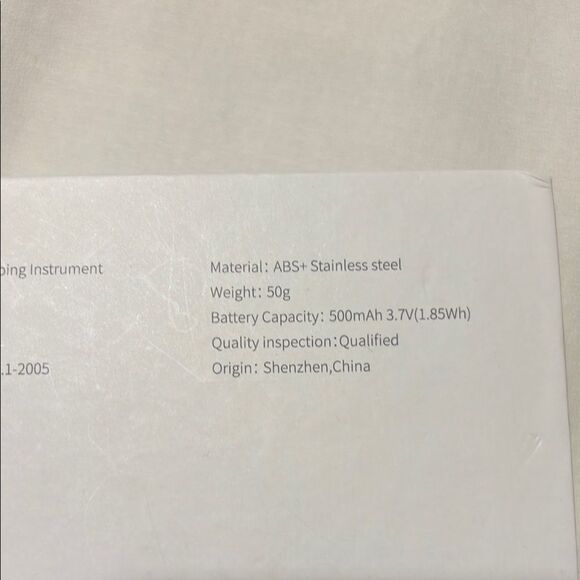 Instrument
Material: ABS+ Stainless steel
Weight: 50g
Battery Capacity: 500mAh 3.7V(1.85Wh)
Quality inspection:Qualified
.1-2005
Origin: Shenzhen,China